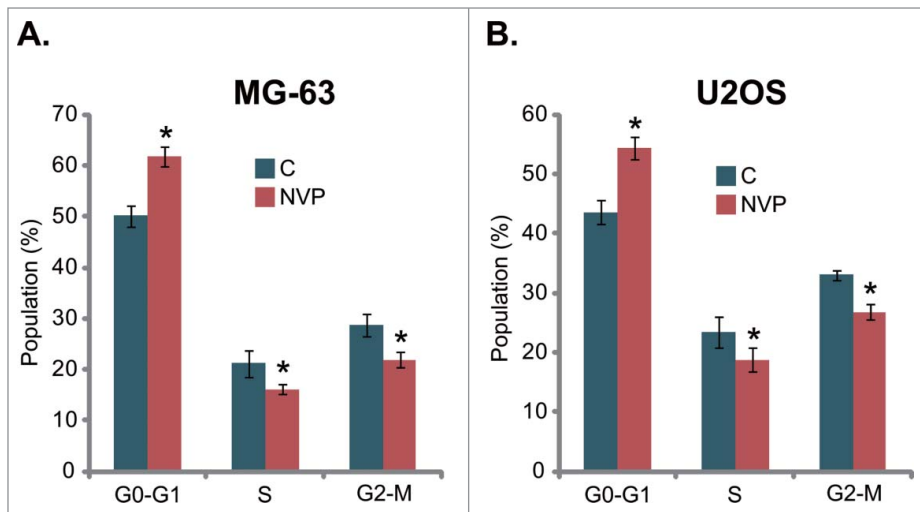 A.
MG-63
Population (%)
70
60
50
40
30
20
10
0
*
*
*
C
NVP
G0-G1
S
G2-M
B.
U2OS
Population (%)
60
50
40
30
20
10
0
*
*
*
C
NVP
G0-G1
S
G2-M